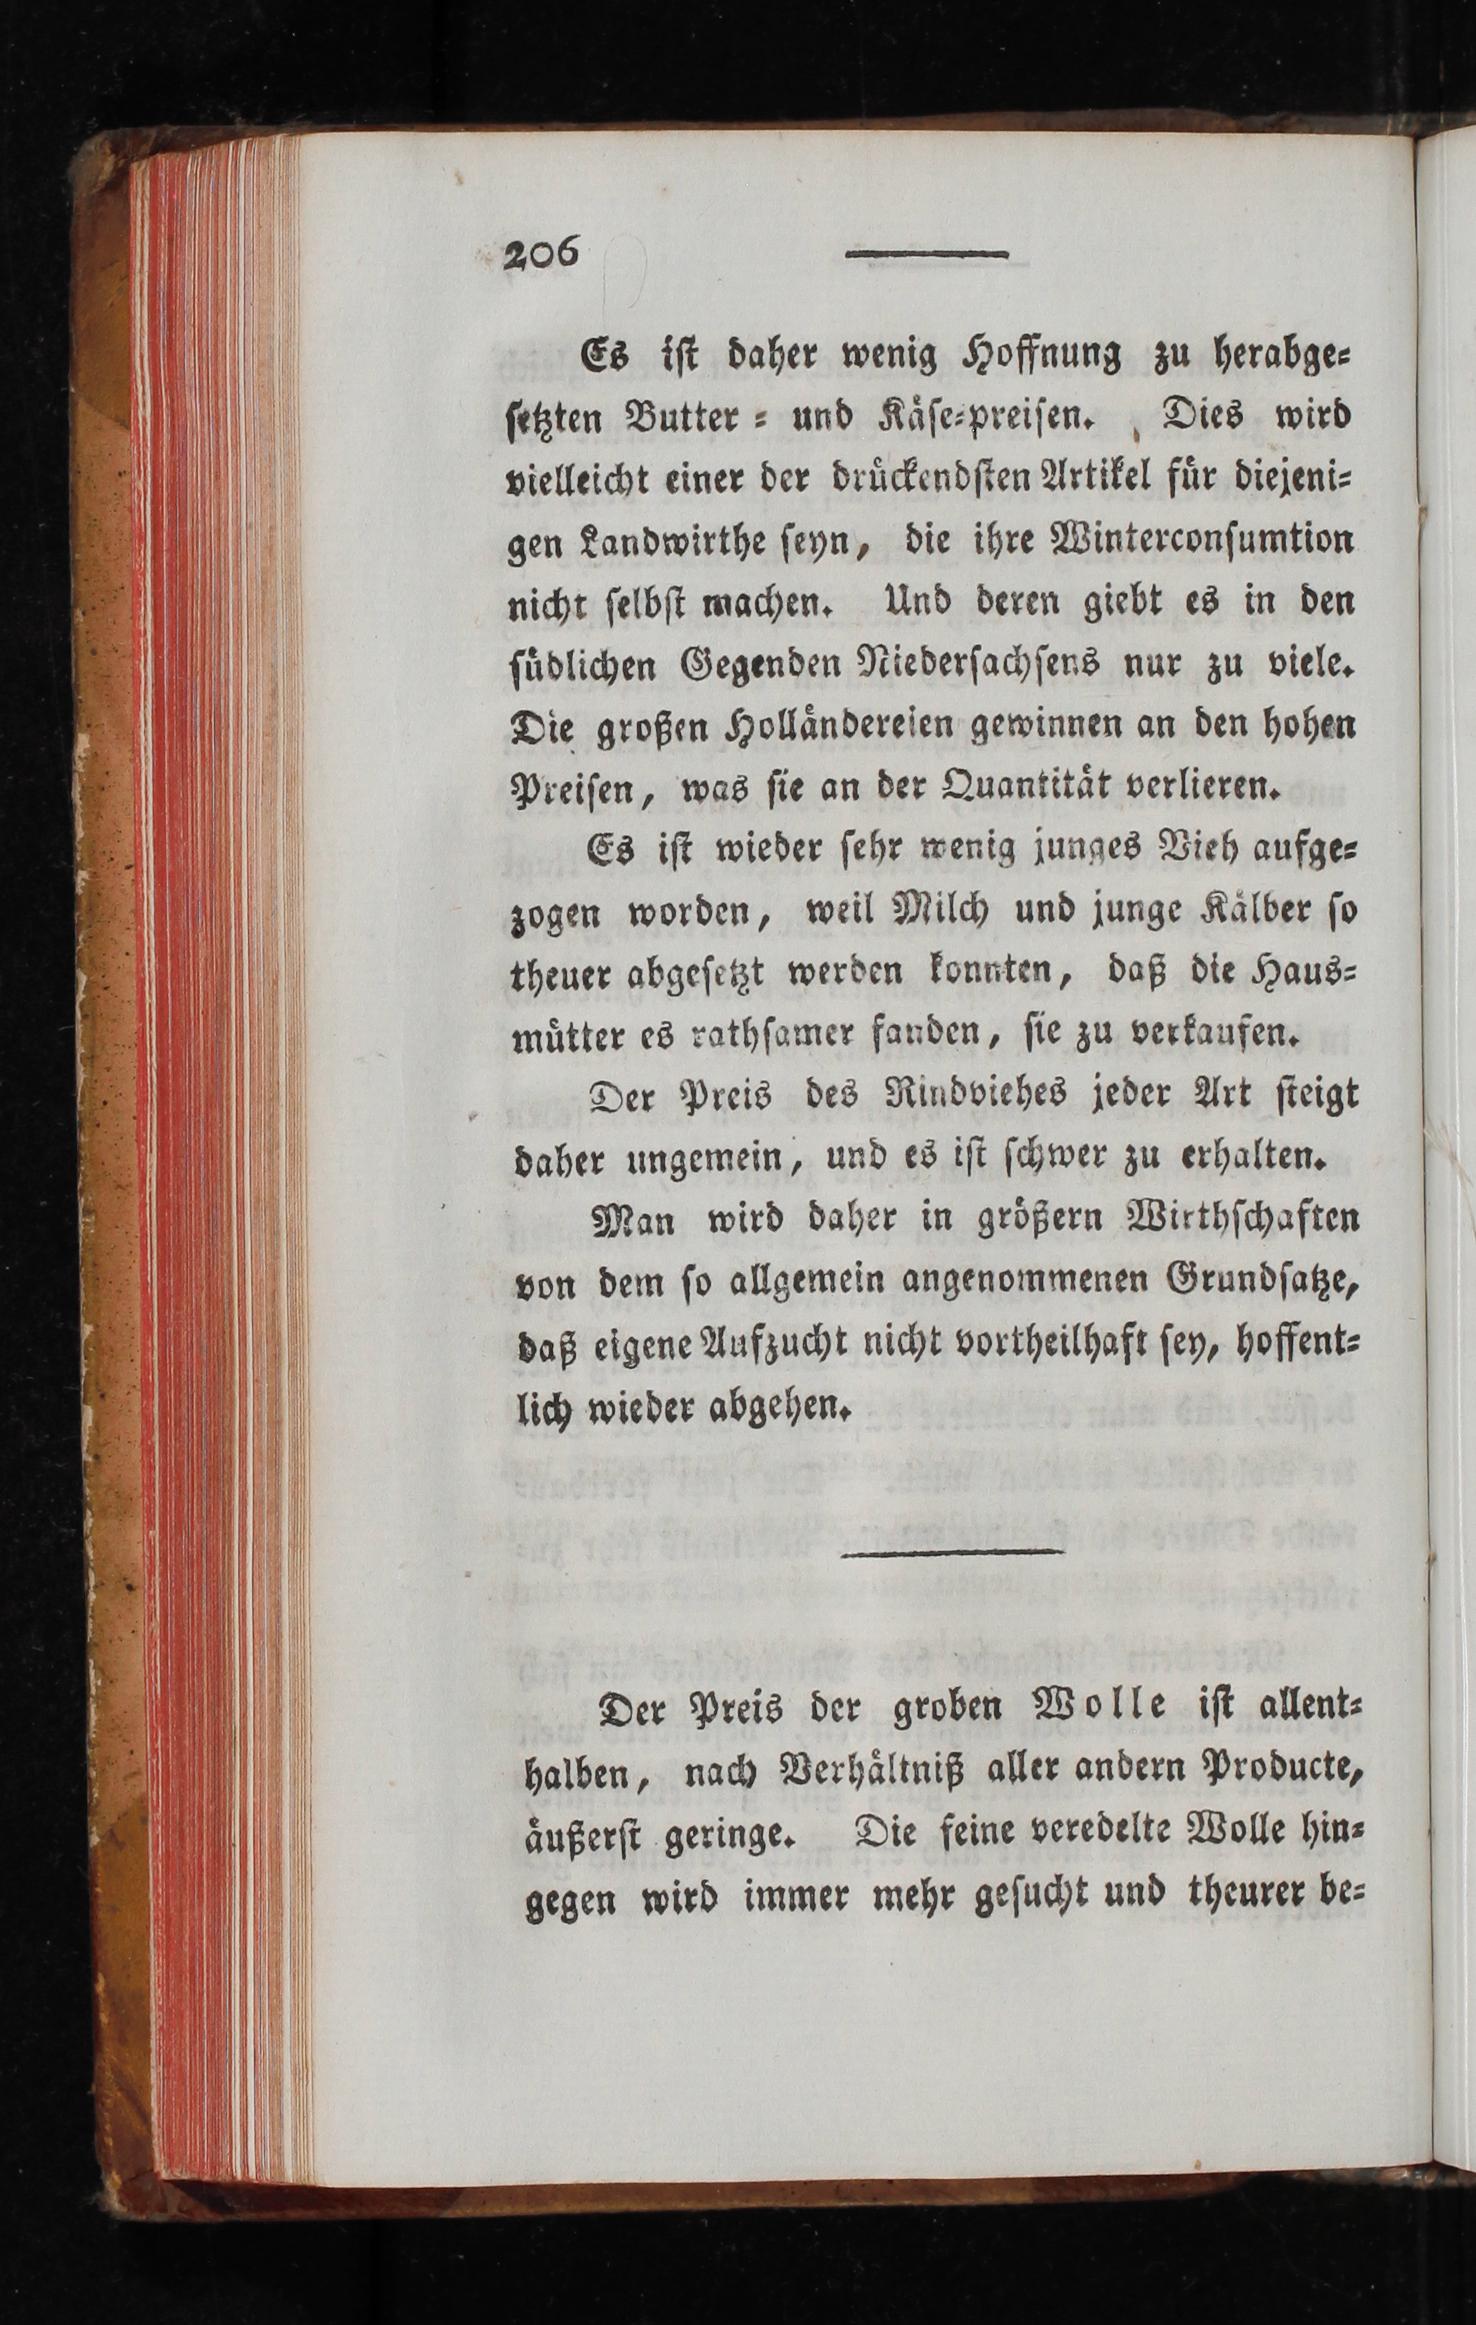 206
Es ist daher wenig Hoffnung zu herabge-
setzten Butter- und Käse-preisen. Dies wird
vielleicht einer der drückendsten Artikel für diejeni-
gen Landwirthe seyn, die ihre Winterconsumtion
nicht selbst machen. Und deren giebt es in den
südlichen Gegenden Niedersachsens nur zu viele.
Die großen Holländereien gewinnen an den hohen
Preisen, was sie an der Quantität verlieren.
Es ist wieder sehr wenig junges Vieh aufge-
zogen worden, weil Milch und junge Kälber so
theuer abgesetzt werden konnten, daß die Haus-
mütter es rathsamer fanden, sie zu verkaufen.
Der Preis des Rindviehes jeder Art steigt
daher ungemein, und es ist schwer zu erhalten.
Man wird daher in größern Wirthschaften
von dem so allgemein angenommenen Grundsatze,
daß eigene Aufzucht nicht vortheilhaft sey, hoffent-
lich wieder abgehen.
Der Preis der groben Wolle ist allent-
halben, nach Verhältniß aller andern Producte,
äußerst geringe. Die feine veredelte Wolle hin-
gegen wird immer mehr gesucht und theurer be-